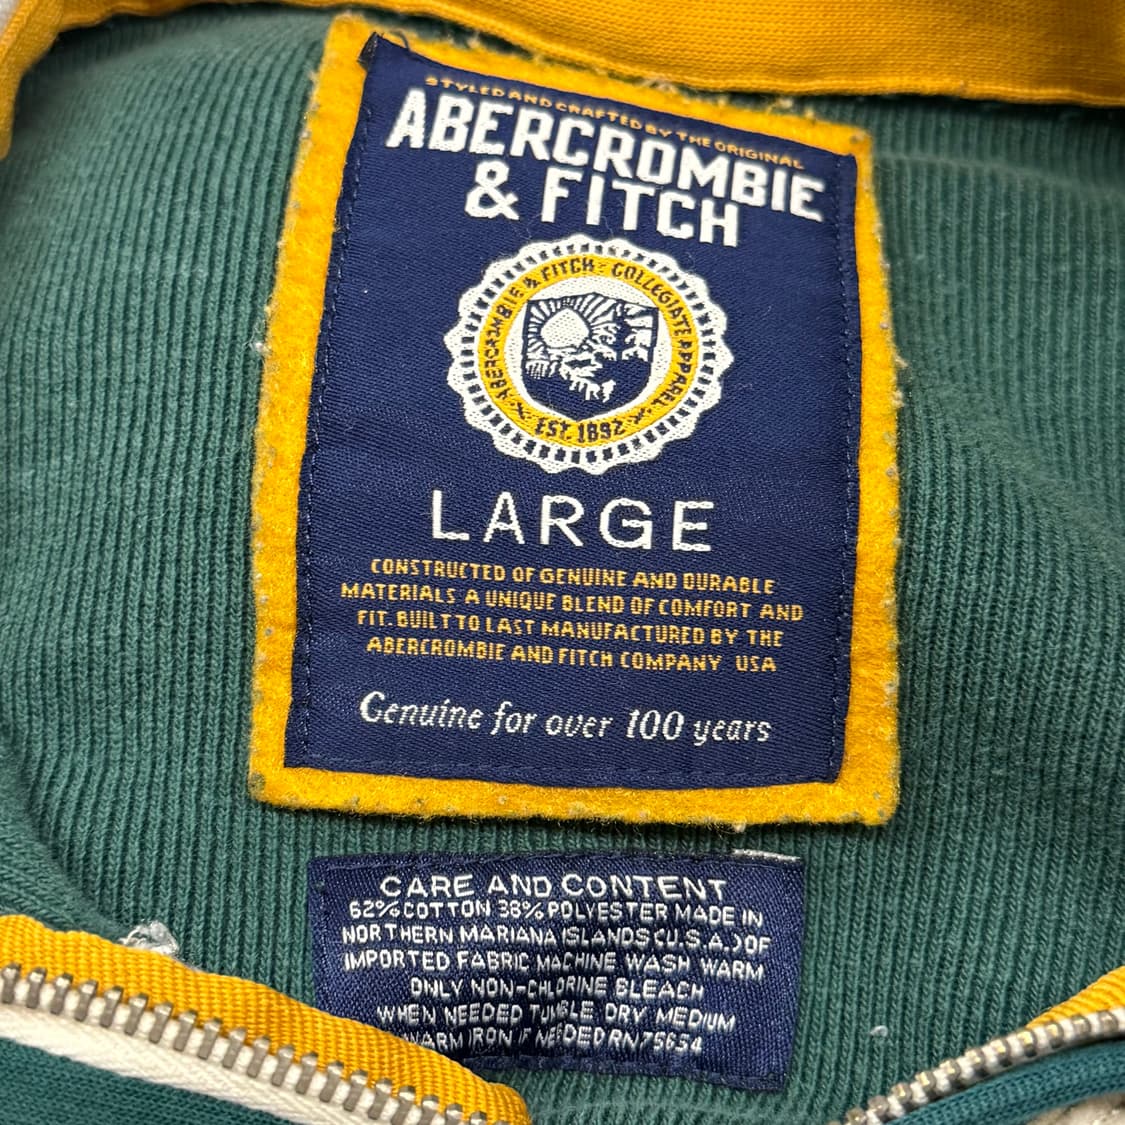 STYLED AND CRAFTED BY THE ORIGINAL
ABERCROMBIE
& FITCH
ABERCROMBIE & FITCH · COLLEGIATE APPAREL
EST. 1892
LARGE
CONSTRUCTED OF GENUINE AND DURABLE
MATERIALS A UNIQUE BLEND OF COMFORT AND
FIT. BUILT TO LAST MANUFACTURED BY THE
ABERCROMBIE AND FITCH COMPANY USA
Genuine for over 100 years
CARE AND CONTENT
62% COTTON 38% POLYESTER MADE IN
NORTHERN MARIANA ISLANDS (U.S.A.) OF
IMPORTED FABRIC MACHINE WASH WARM
ONLY NON-CHLORINE BLEACH
WHEN NEEDED TUMBLE DRY MEDIUM
WARM IRON IF NEEDED RN75654